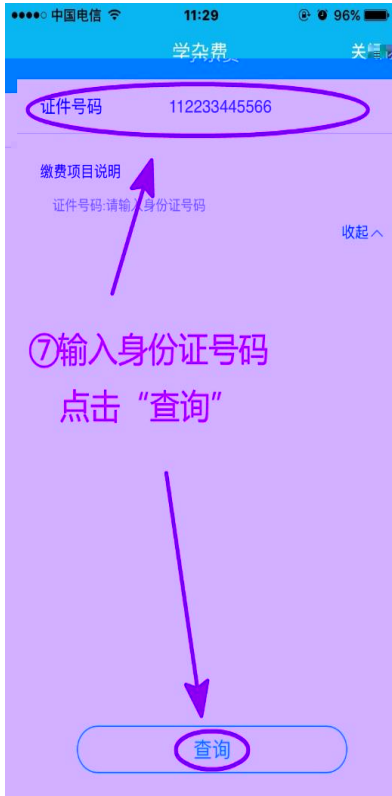 中国电信 11:29 96%
学杂费
证件号码 112233445566
缴费项目说明
证件号码:请输入身份证号码
收起
⑦输入身份证号码
点击“查询”
查询